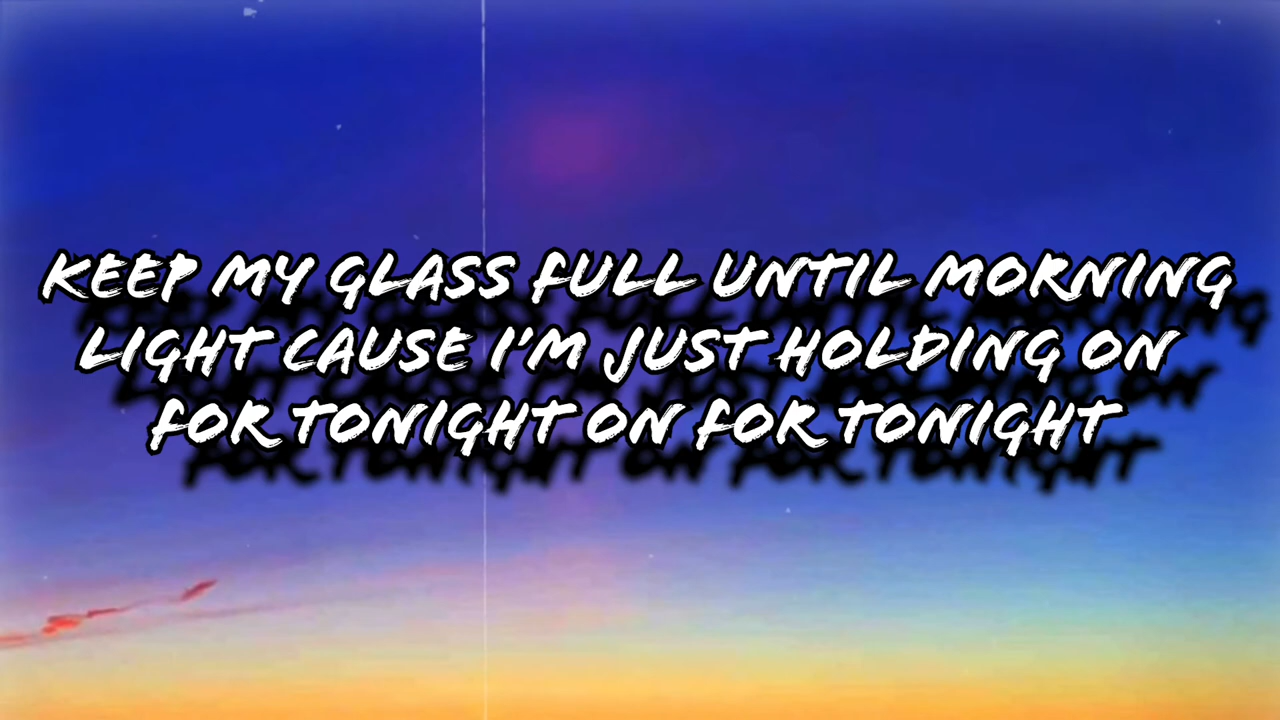 KEEP MY GLASS FULL UNTIL MORNING
LIGHT CAUSE I'M JUST HOLDING ON
FOR TONIGHT ON FOR TONIGHT